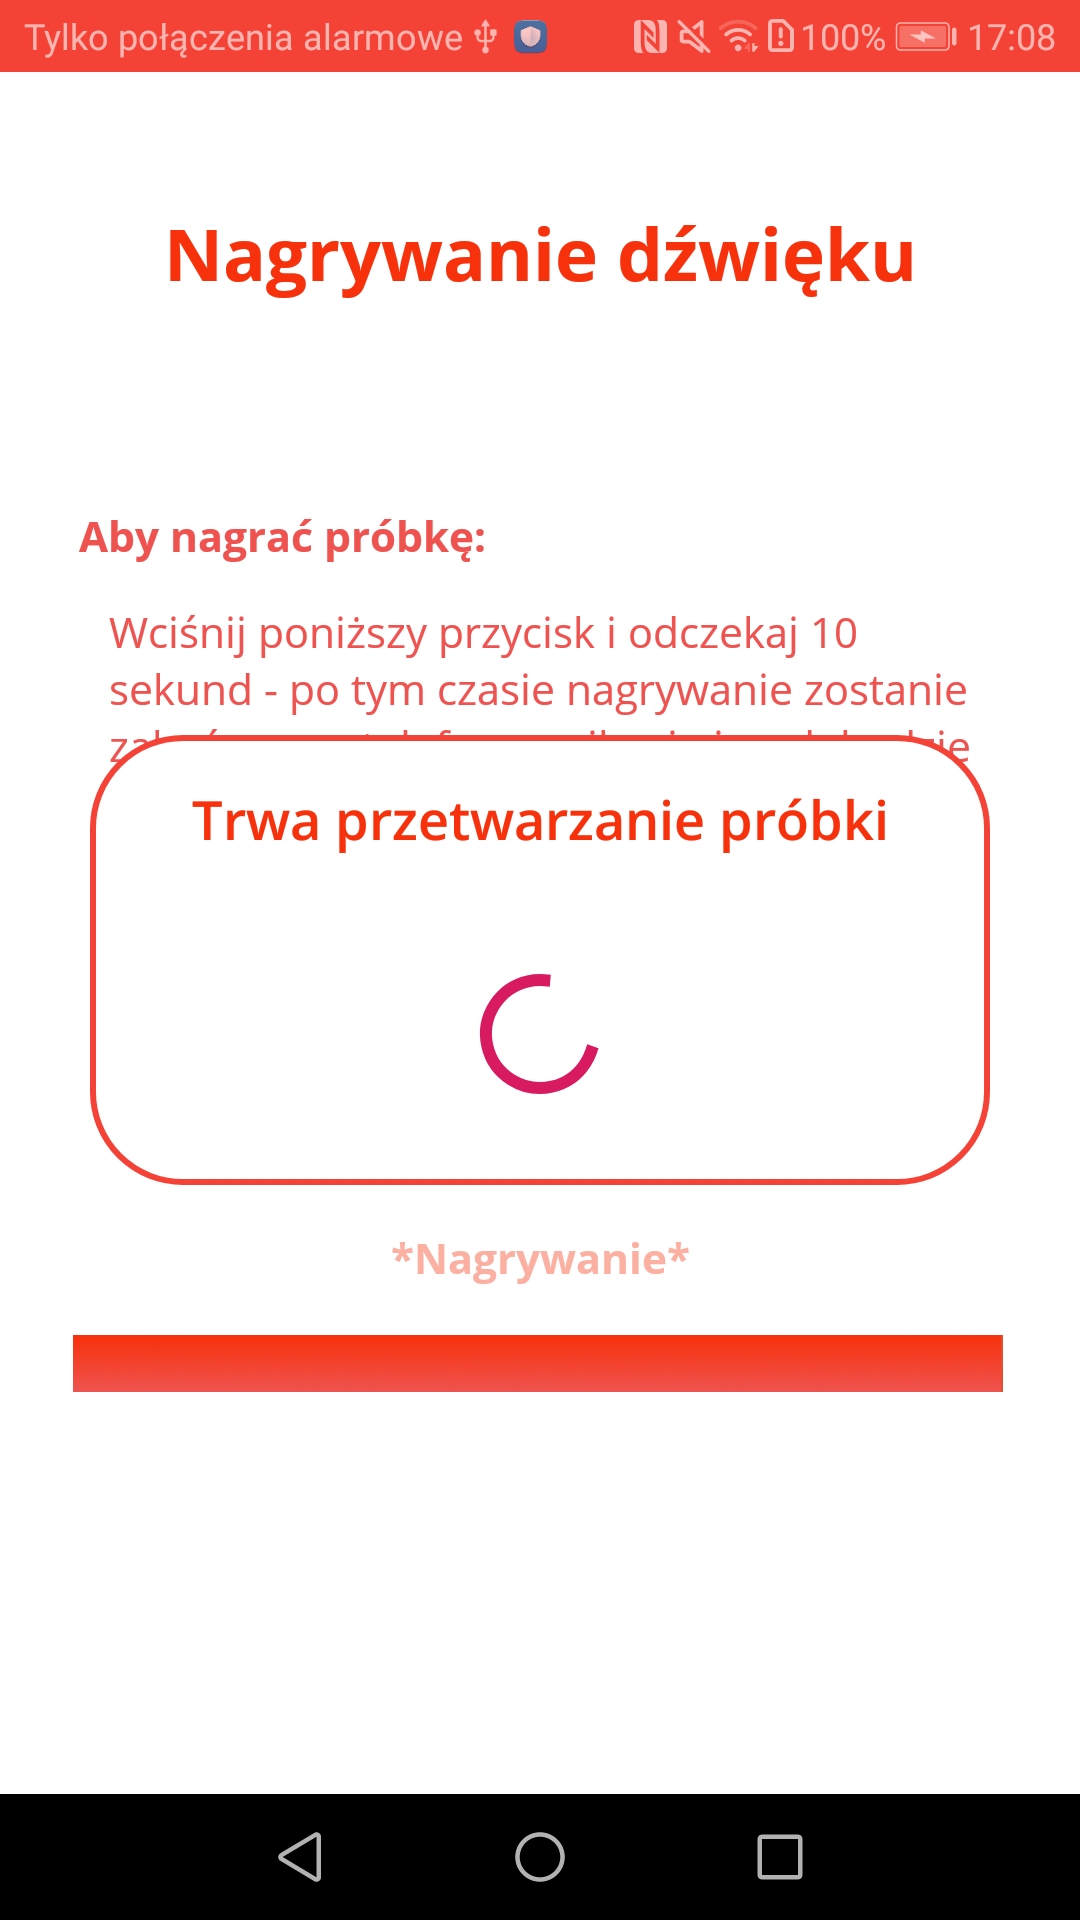 Tylko połączenia alarmowe 100% 17:08
Nagrywanie dźwięku
Aby nagrać próbkę:
Wciśnij poniższy przycisk i odczekaj 10
sekund - po tym czasie nagrywanie zostanie
Trwa przetwarzanie próbki
*Nagrywanie*